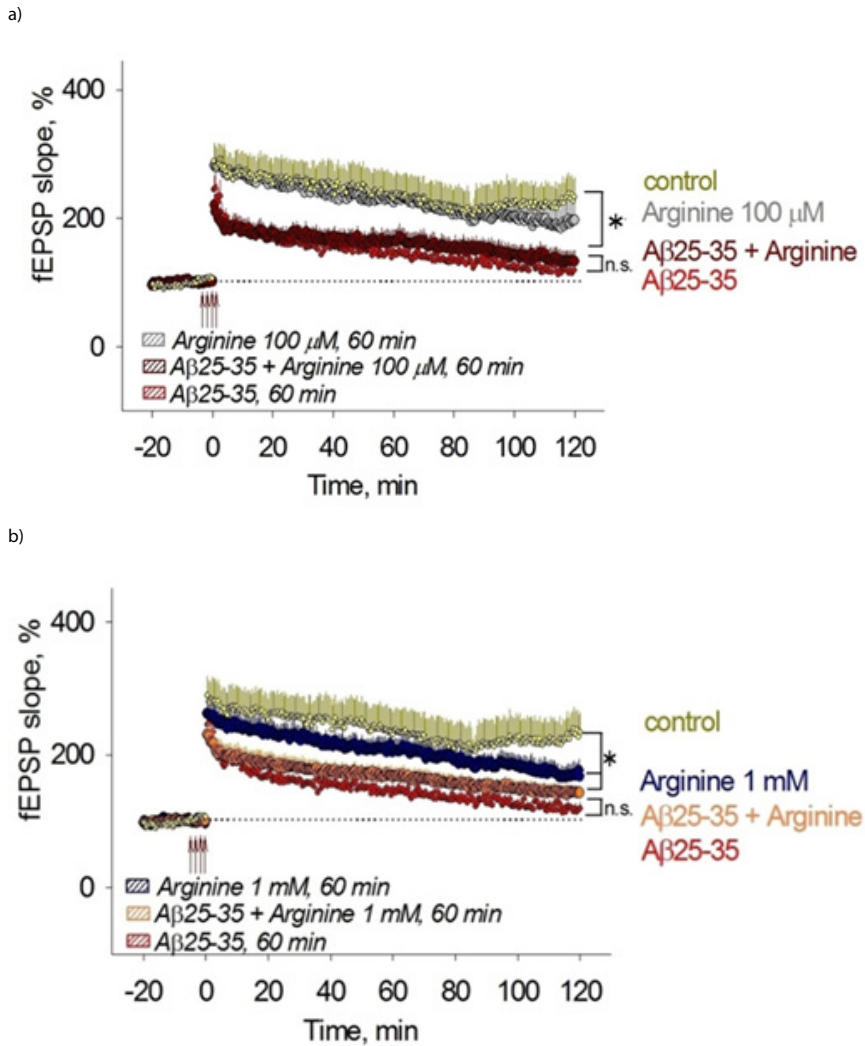 a)
400
200
0
fEPSP slope, %
control
Arginine 100 μM
Aβ25-35 + Arginine
Aβ25-35
*
n.s.
Arginine 100 μM, 60 min
Aβ25-35 + Arginine 100 μM, 60 min
Aβ25-35, 60 min
-20 0 20 40 60 80 100 120
Time, min
b)
400
200
0
fEPSP slope, %
control
Arginine 1 mM
Aβ25-35 + Arginine
Aβ25-35
*
n.s.
Arginine 1 mM, 60 min
Aβ25-35 + Arginine 1 mM, 60 min
Aβ25-35, 60 min
-20 0 20 40 60 80 100 120
Time, min